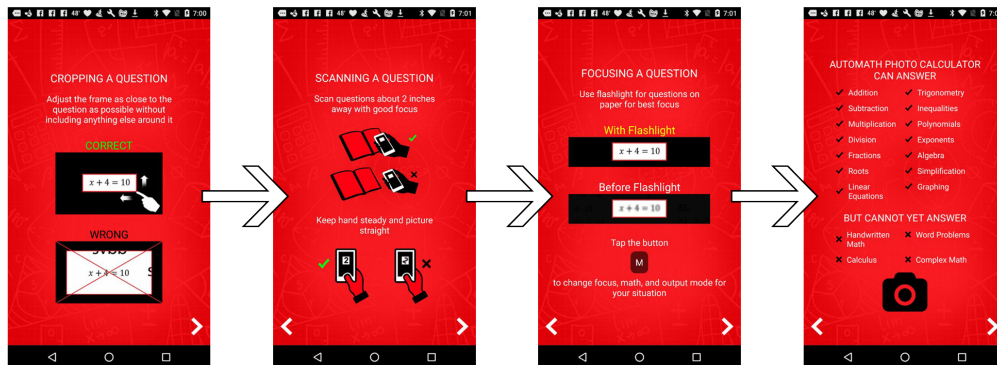 48° 7:00
CROPPING A QUESTION
Adjust the frame as close to the
question as possible without
including anything else around it
CORRECT
x + 4 = 10
WRONG
x + 4 = 10
48° 7:01
SCANNING A QUESTION
Scan questions about 2 inches
away with good focus
Keep hand steady and picture
straight
2
2
48° 7:01
FOCUSING A QUESTION
Use flashlight for questions on
paper for best focus
With Flashlight
x + 4 = 10
Before Flashlight
x + 4 = 10
Tap the button
M
to change focus, math, and output mode for
your situation
48°
AUTOMATH PHOTO CALCULATOR
CAN ANSWER
Addition Trigonometry
Subtraction Inequalities
Multiplication Polynomials
Division Exponents
Fractions Algebra
Roots Simplification
Linear Graphing
Equations
BUT CANNOT YET ANSWER
Handwritten Word Problems
Math
Calculus Complex Math